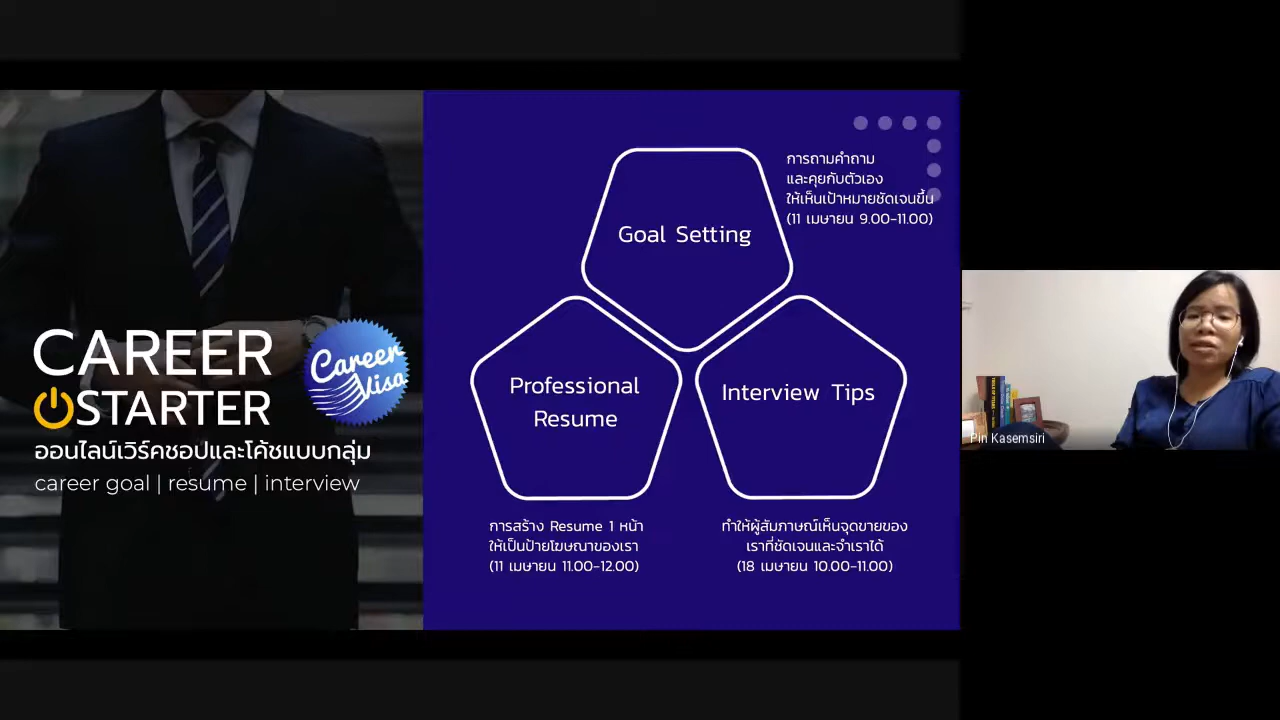 CAREER
STARTER
ออนไลน์เวิร์คชอปและโค้ชแบบกลุ่ม
career goal | resume | interview
Career
Visa
Goal Setting
การถามคำถาม
และคุยกับตัวเอง
ให้เห็นเป้าหมายชัดเจนขึ้น
(11 เมษายน 9.00-11.00)
Professional
Resume
การสร้าง Resume 1 หน้า
ให้เป็นป้ายโฆษณาของเรา
(11 เมษายน 11.00-12.00)
Interview Tips
ทำให้ผู้สัมภาษณ์เห็นจุดขายของ
เราที่ชัดเจนและจำเราได้
(18 เมษายน 10.00-11.00)
Pin Kasemsiri